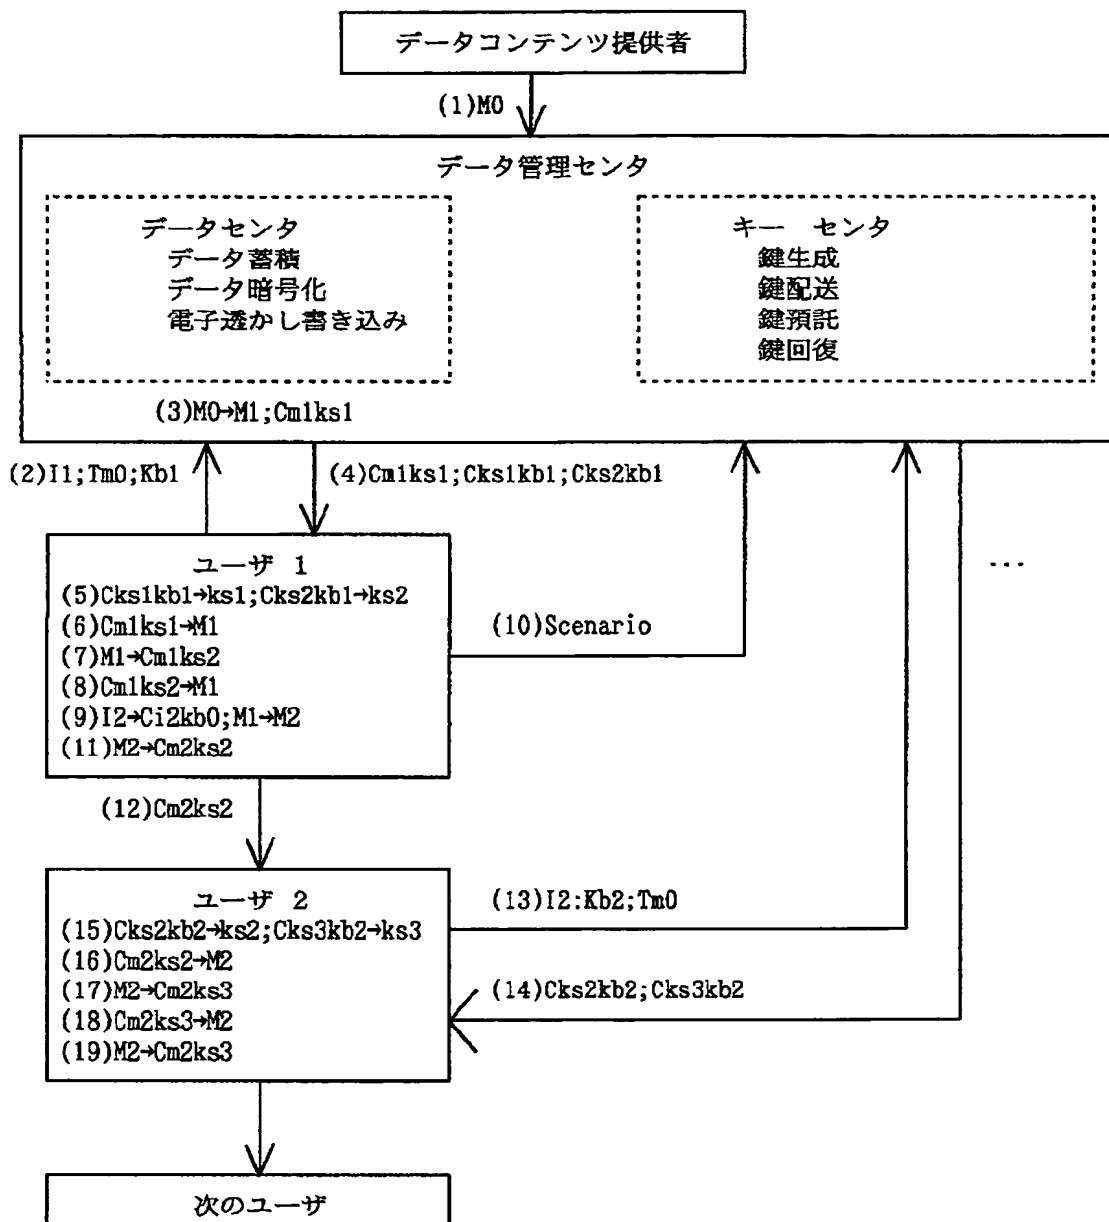 データコンテンツ提供者
(1)M0
データ管理センタ
データセンタ
データ蓄積
データ暗号化
電子透かし書き込み
キー センタ
鍵生成
鍵配送
鍵預託
鍵回復
(3)M0→M1;Cm1ks1
(2)I1;Tm0;Kb1
(4)Cm1ks1;Cks1kb1;Cks2kb1
ユーザ 1
(5)Cks1kb1→ks1;Cks2kb1→ks2
(6)Cm1ks1→M1
(7)M1→Cm1ks2
(8)Cm1ks2→M1
(9)I2→Ci2kb0;M1→M2
(11)M2→Cm2ks2
(10)Scenario
...
(12)Cm2ks2
ユーザ 2
(15)Cks2kb2→ks2;Cks3kb2→ks3
(16)Cm2ks2→M2
(17)M2→Cm2ks3
(18)Cm2ks3→M2
(19)M2→Cm2ks3
(13)I2:Kb2;Tm0
(14)Cks2kb2;Cks3kb2
次のユーザ